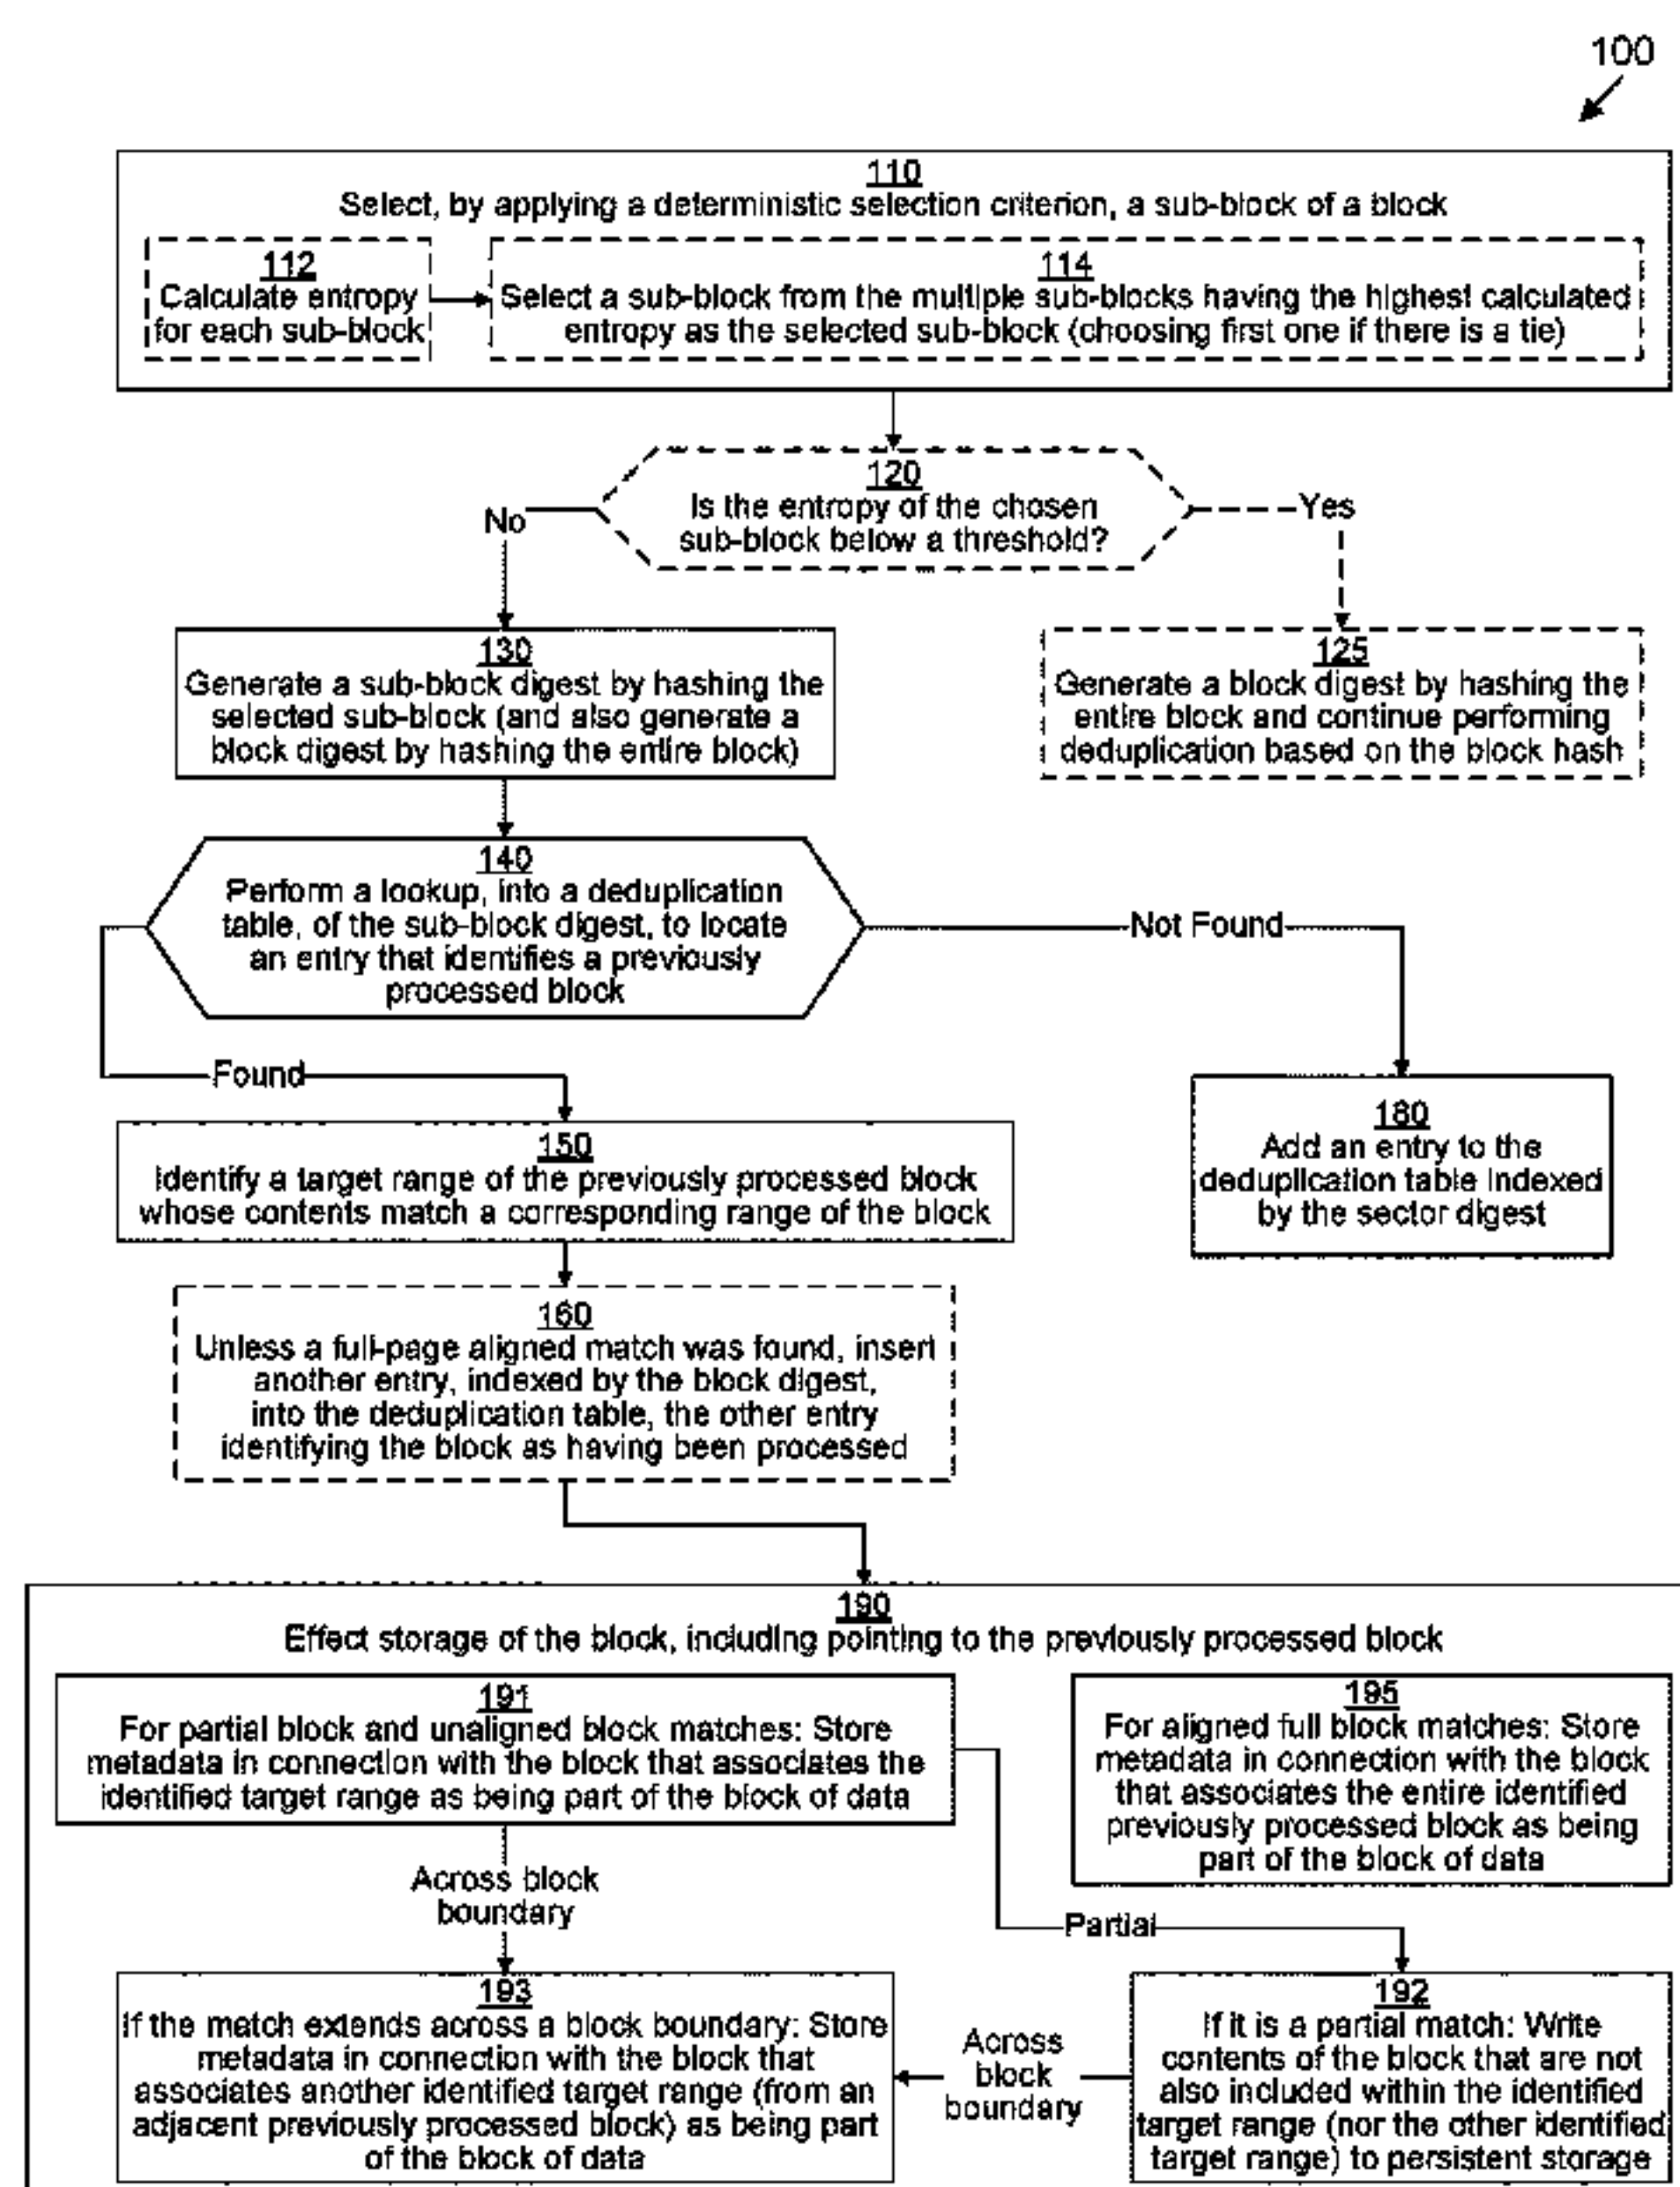 100
110
Select, by applying a deterministic selection criterion, a sub-block of a block
112
Calculate entropy
for each sub-block
114
Select a sub-block from the multiple sub-blocks having the highest calculated
entropy as the selected sub-block (choosing first one if there is a tie)
120
Is the entropy of the chosen
sub-block below a threshold?
No
Yes
130
Generate a sub-block digest by hashing the
selected sub-block (and also generate a
block digest by hashing the entire block)
125
Generate a block digest by hashing the
entire block and continue performing
deduplication based on the block hash
140
Perform a lookup, into a deduplication
table, of the sub-block digest, to locate
an entry that identifies a previously
processed block
Not Found
Found
150
Identify a target range of the previously processed block
whose contents match a corresponding range of the block
180
Add an entry to the
deduplication table indexed
by the sector digest
160
Unless a full-page aligned match was found, insert
another entry, indexed by the block digest,
into the deduplication table, the other entry
identifying the block as having been processed
190
Effect storage of the block, including pointing to the previously processed block
191
For partial block and unaligned block matches: Store
metadata in connection with the block that associates the
identified target range as being part of the block of data
195
For aligned full block matches: Store
metadata in connection with the block
that associates the entire identified
previously processed block as being
part of the block of data
Across block
boundary
Partial
193
If the match extends across a block boundary: Store
metadata in connection with the block that
associates another identified target range (from an
adjacent previously processed block) as being part
of the block of data
Across
block
boundary
192
If it is a partial match: Write
contents of the block that are not
also included within the identified
target range (nor the other identified
target range) to persistent storage